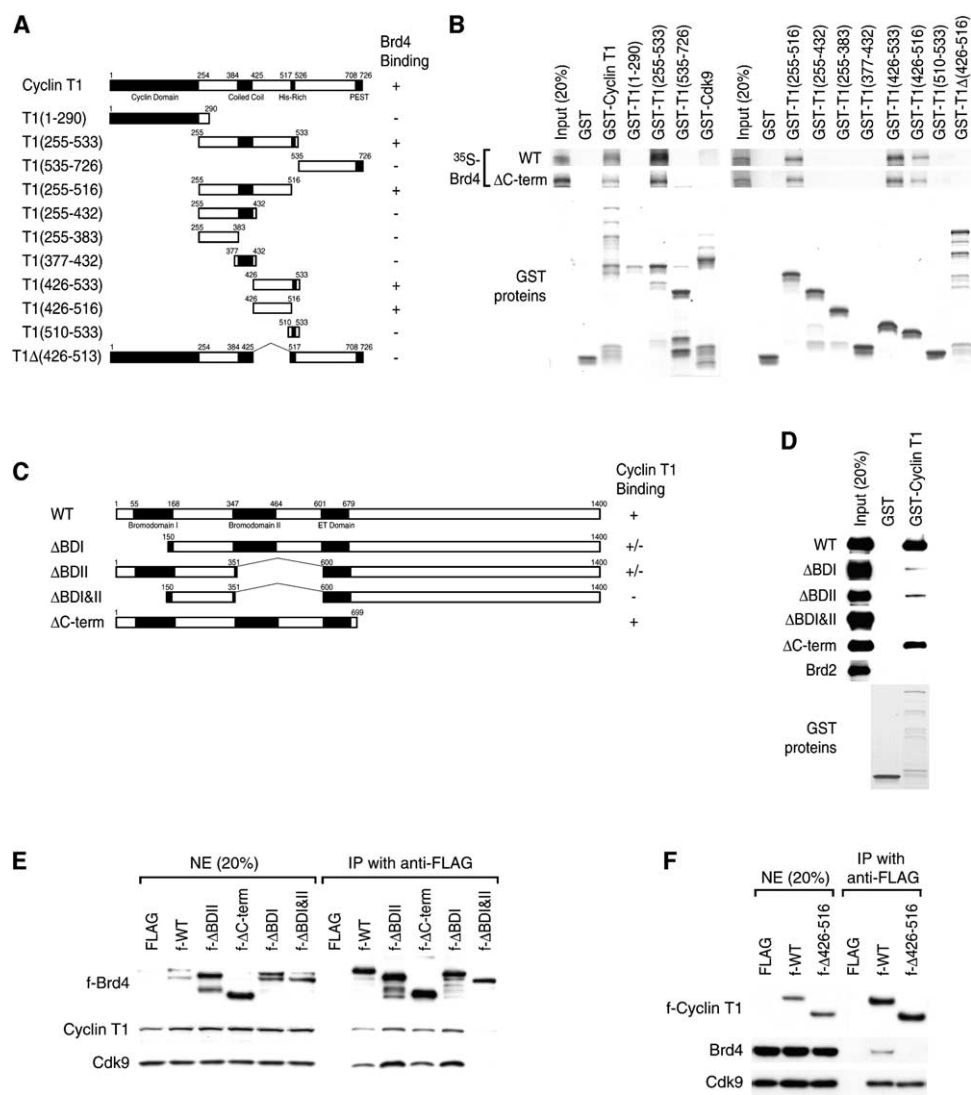 A
Brd4
Binding
1 254 384 425 517 526 708 726
Cyclin T1 +
Cyclin Domain Coiled Coil His-Rich PEST
1 290
T1(1-290) -
255 533
T1(255-533) +
535 726
T1(535-726) -
255 516
T1(255-516) +
255 432
T1(255-432) -
255 383
T1(255-383) -
377 432
T1(377-432) -
426 533
T1(426-533) +
426 516
T1(426-516) +
510 533
T1(510-533) -
1 254 384 425 517 708 726
T1Δ(426-513) -
B
Input (20%)
GST
GST-Cyclin T1
GST-T1(1-290)
GST-T1(255-533)
GST-T1(535-726)
GST-Cdk9
Input (20%)
GST
GST-T1(255-516)
GST-T1(255-432)
GST-T1(255-383)
GST-T1(377-432)
GST-T1(426-533)
GST-T1(426-516)
GST-T1(510-533)
GST-T1Δ(426-516)
35S-
Brd4
WT
ΔC-term
GST
proteins
C
Cyclin T1
Binding
1 55 168 347 464 601 679 1400
WT +
Bromodomain I Bromodomain II ET Domain
150 1400
ΔBDI +/-
1 351 600 1400
ΔBDII +/-
150 351 600 1400
ΔBDI&II -
1 699
ΔC-term +
D
Input (20%)
GST
GST-Cyclin T1
WT
ΔBDI
ΔBDII
ΔBDI&II
ΔC-term
Brd2
GST
proteins
E
NE (20%) IP with anti-FLAG
FLAG
f-WT
f-ΔBDII
f-ΔC-term
f-ΔBDI
f-ΔBDI&II
FLAG
f-WT
f-ΔBDII
f-ΔC-term
f-ΔBDI
f-ΔBDI&II
f-Brd4
Cyclin T1
Cdk9
F
IP with
NE (20%) anti-FLAG
FLAG
f-WT
f-Δ426-516
FLAG
f-WT
f-Δ426-516
f-Cyclin T1
Brd4
Cdk9